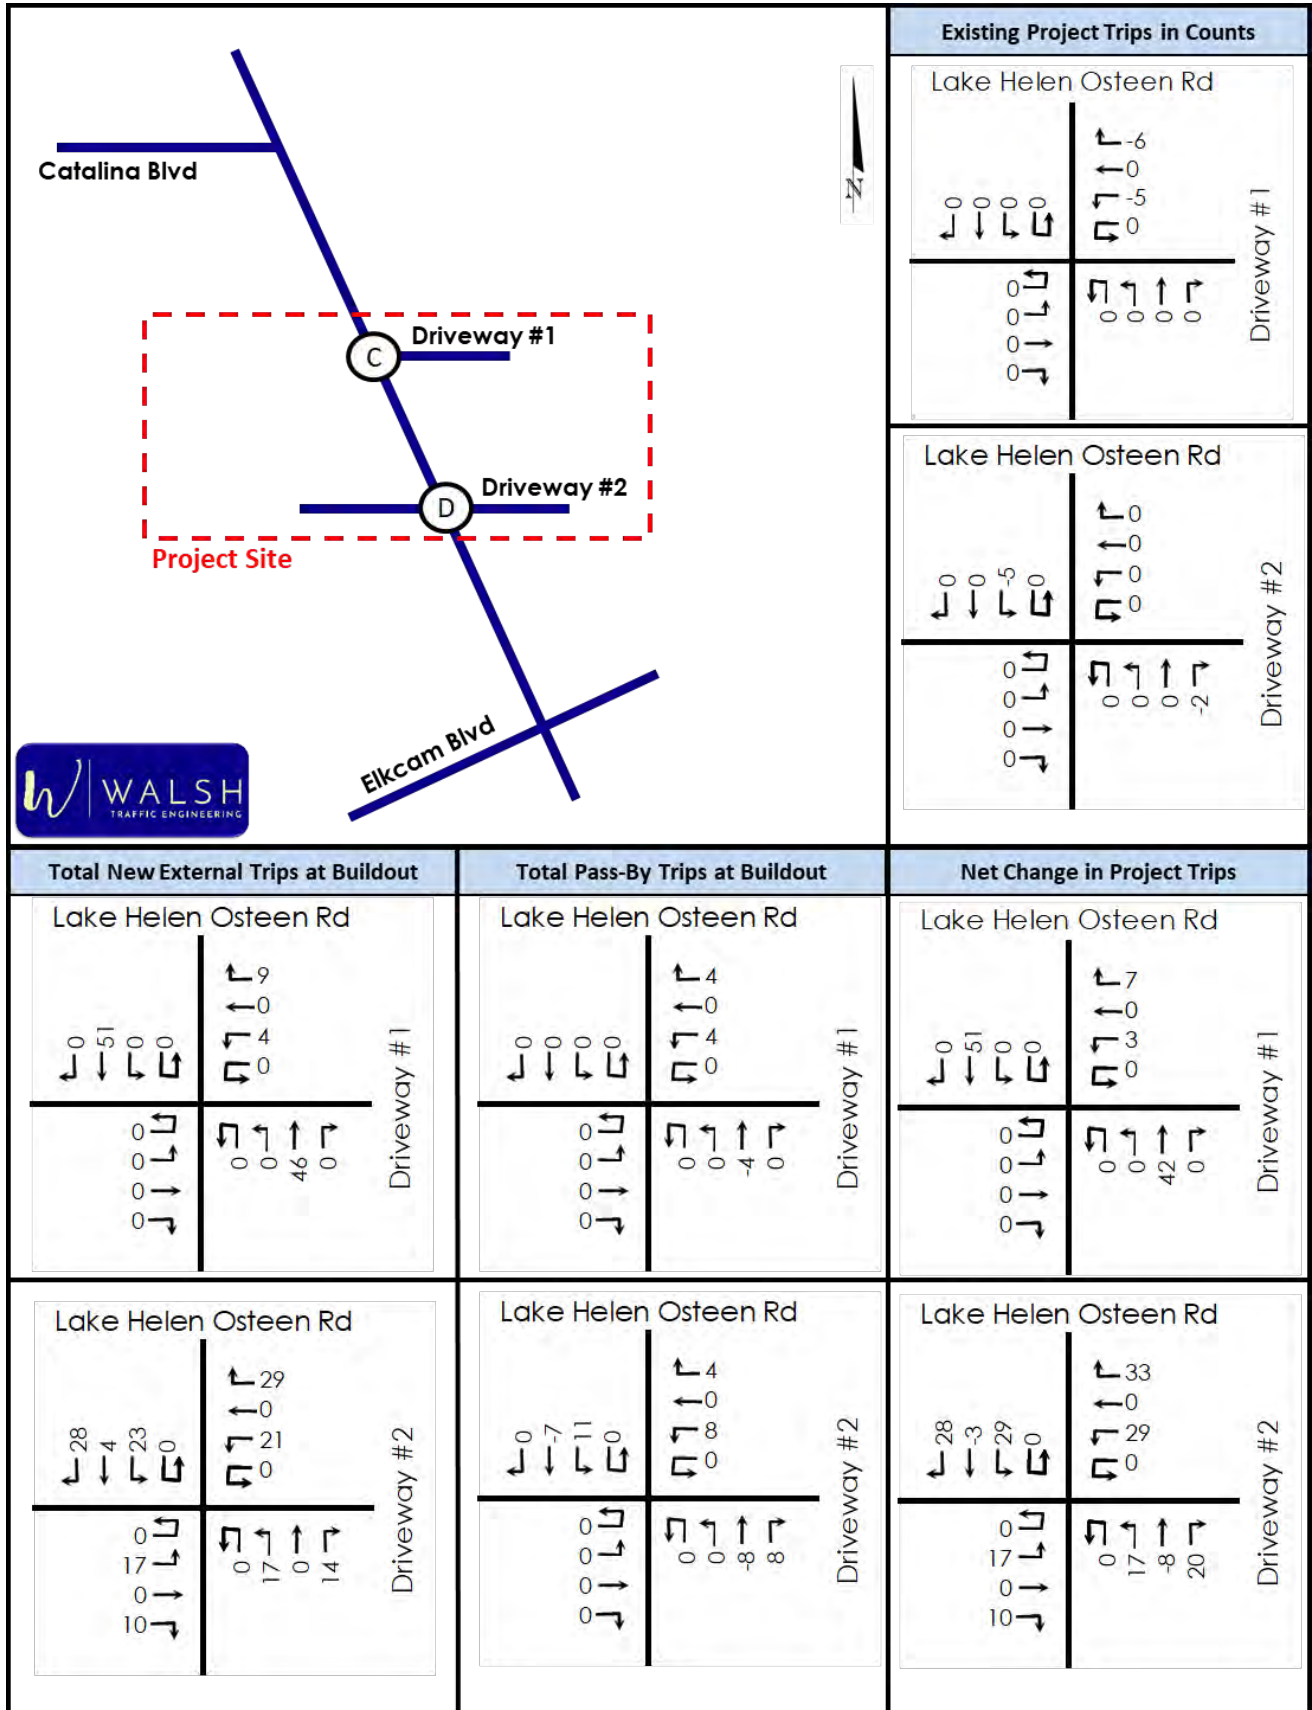 Existing Project Trips in Counts
Catalina Blvd
Driveway #1
C
Driveway #2
D
Project Site
Elkcam Blvd
N
W WALSH
TRAFFIC ENGINEERING
Lake Helen Osteen Rd
-6
0
-5
0
0 0 0 0
0
0
0
0
0 0 0 0
Driveway #1
Lake Helen Osteen Rd
0
0
0
0
0 0 -5 0
0
0
0
0
0 0 0 -2
Driveway #2
Total New External Trips at Buildout
Lake Helen Osteen Rd
9
0
4
0
0 51 0 0
0
0
0
0
0 0 46 0
Driveway #1
Total Pass-By Trips at Buildout
Lake Helen Osteen Rd
4
0
4
0
0 0 0 0
0
0
0
0
0 0 -4 0
Driveway #1
Net Change in Project Trips
Lake Helen Osteen Rd
7
0
3
0
0 51 0 0
0
0
0
0
0 0 42 0
Driveway #1
Lake Helen Osteen Rd
29
0
21
0
28 4 23 0
0
17
0
10
0 17 0 14
Driveway #2
Lake Helen Osteen Rd
4
0
8
0
0 -7 11 0
0
0
0
0
0 0 -8 8
Driveway #2
Lake Helen Osteen Rd
33
0
29
0
28 -3 29 0
0
17
0
10
0 17 -8 20
Driveway #2